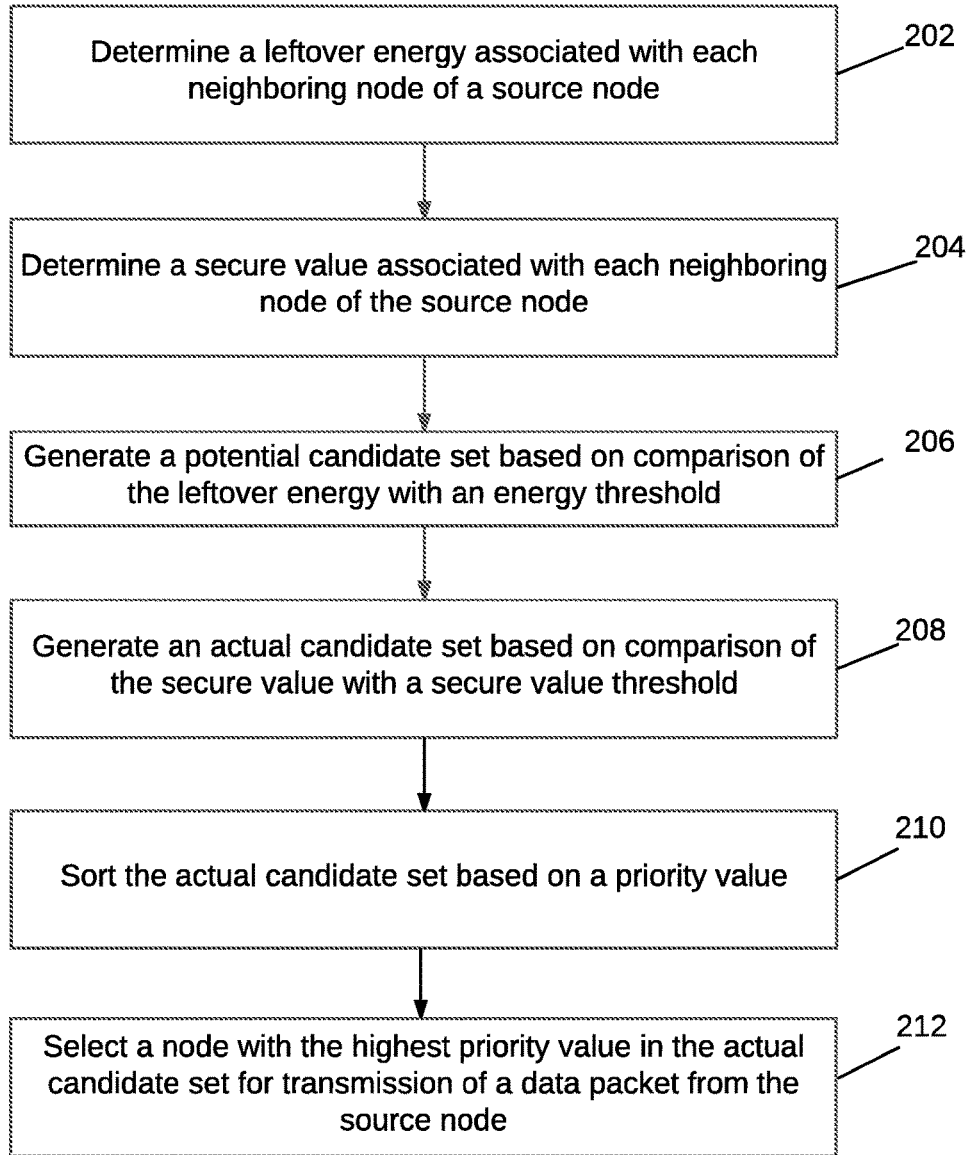 Determine a leftover energy associated with each
neighboring node of a source node
202
Determine a secure value associated with each neighboring
node of the source node
204
Generate a potential candidate set based on comparison of
the leftover energy with an energy threshold
206
Generate an actual candidate set based on comparison of
the secure value with a secure value threshold
208
Sort the actual candidate set based on a priority value
210
Select a node with the highest priority value in the actual
candidate set for transmission of a data packet from the
source node
212